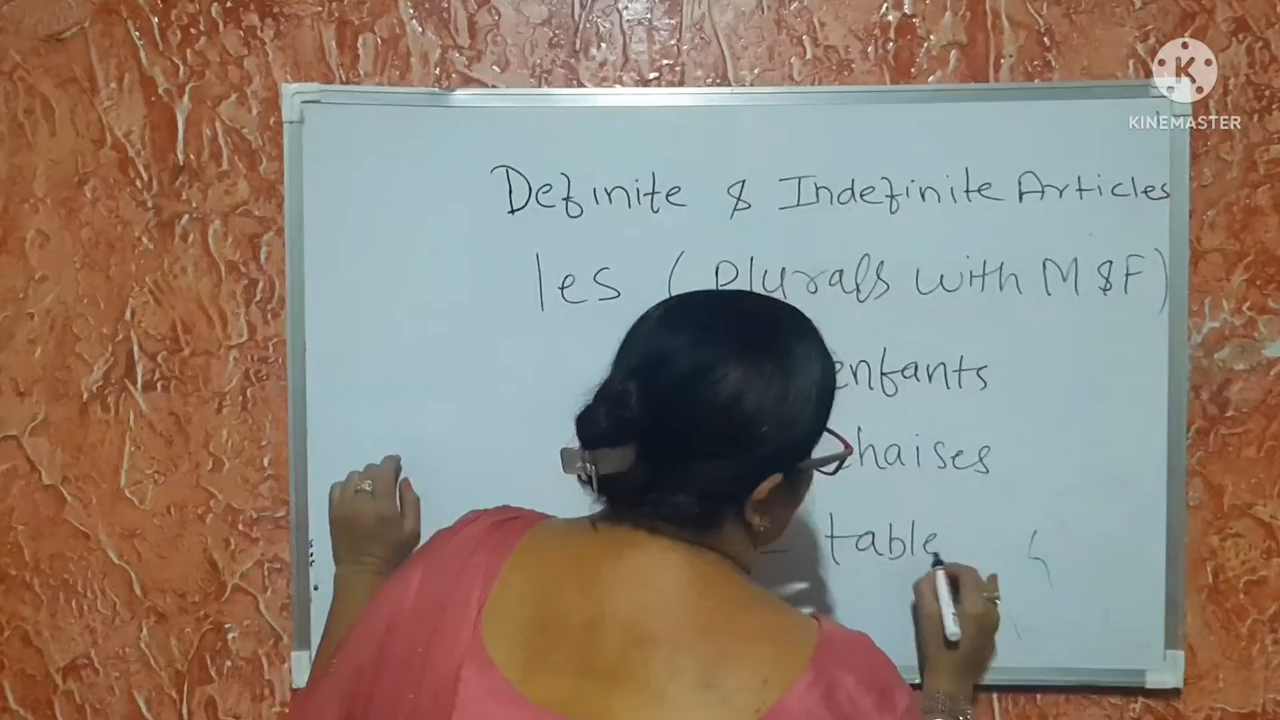 KINEMASTER
Definite & Indefinite Articles
les (Plurals with M & F)
enfants
chaises
table